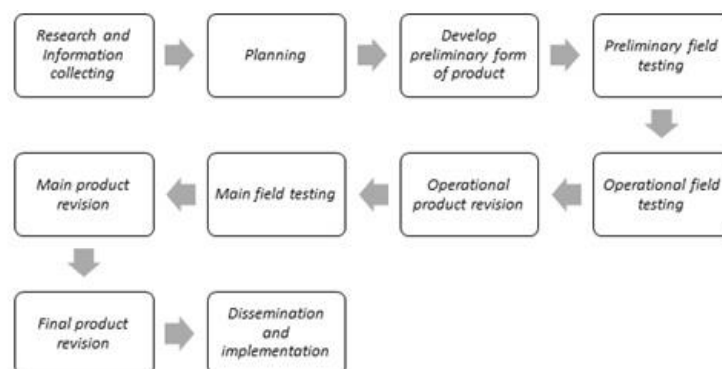 Research and
Information
collecting
Planning
Develop
preliminary form
of product
Preliminary field
testing
Operational field
testing
Operational
product revision
Main field testing
Main product
revision
Final product
revision
Dissemination
and
implementation